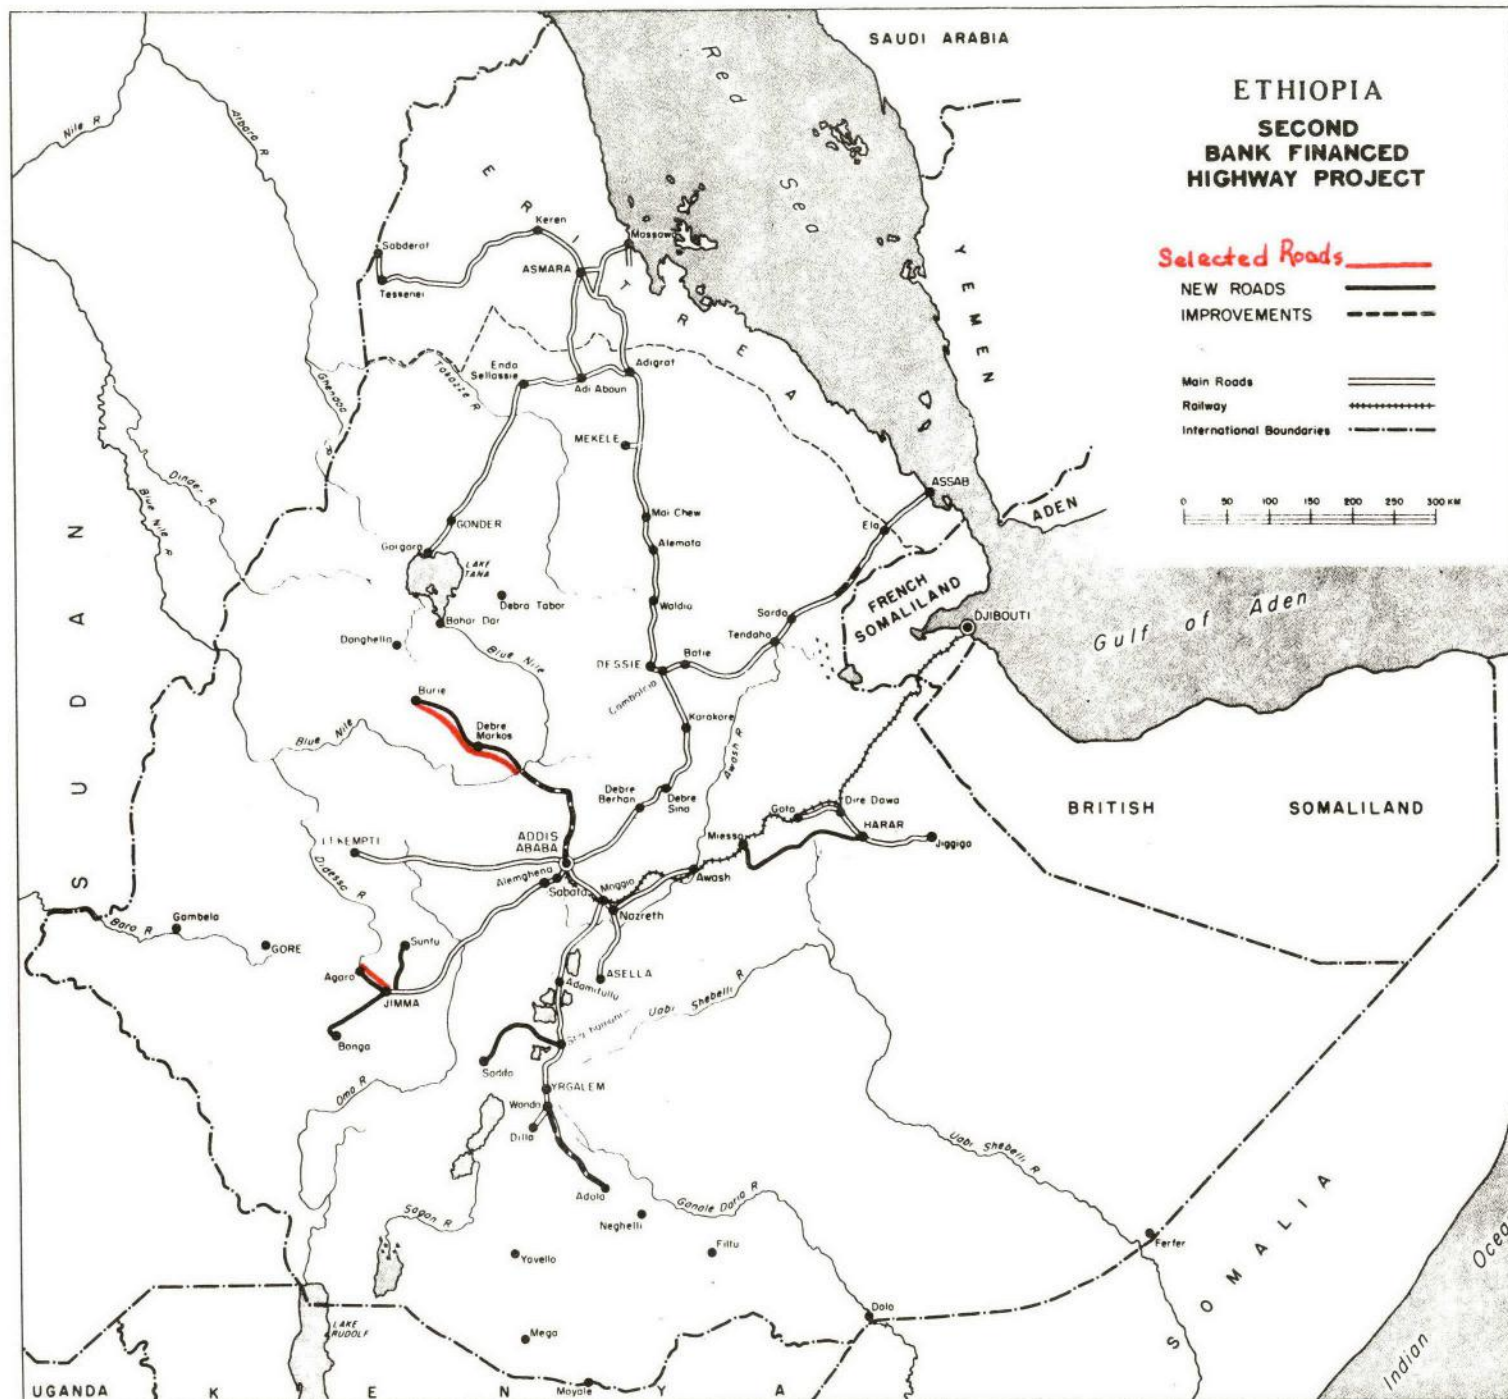 SAUDI ARABIA
Red
Sea
ETHIOPIA
SECOND
BANK FINANCED
HIGHWAY PROJECT
Selected Roads
NEW ROADS
IMPROVEMENTS
Main Roads
Railway
International Boundaries
0 50 100 150 200 250 300 KM
Nile R
Atbara R
ERITREA
YEMEN
Keren
Massawa
Sabderat
ASMARA
Tessenei
Enda
Sellassie
Takazze R
Adi Aboun
Adigrat
Ghendoa
MEKELE
Dinder R
Blue Nile R
SUDAN
ASSAB
ADEN
Ela
Mai Chew
GONDER
Gorgora
Alemata
LAKE
TANA
Debra Tabor
Waldia
Bahar Dar
Danghella
Blue Nile
FRENCH
SOMALILAND
DJIBOUTI
Gulf of Aden
Sardo
Tendaho
DESSIE
Batie
Combolcia
Burie
Debre
Markos
Blue Nile
Karakore
Awash R
Debre
Berhan
Debre
Sina
Gota
Dire Dawa
BRITISH SOMALILAND
ADDIS
ABABA
LEKEMPTI
Miesso
HARAR
Jiggiga
Didessa R
Alemghena
Sabata
Moggio
Awash
Nazreth
Baro R
Gambela
GORE
Suntu
Agaro
JIMMA
ASELLA
Adamitullu
Uabi Shebelli R
Bonga
Soddo
Omo R
YRGALEM
Wondo
Dilla
Uabi Shebelli R
Adola
Ganale Doria R
Sagan R
Neghelli
Yavello
Filtu
Ferfer
SOMALIA
Dolo
LAKE
RUDOLF
Mega
Moyale
UGANDA
KENYA
Indian